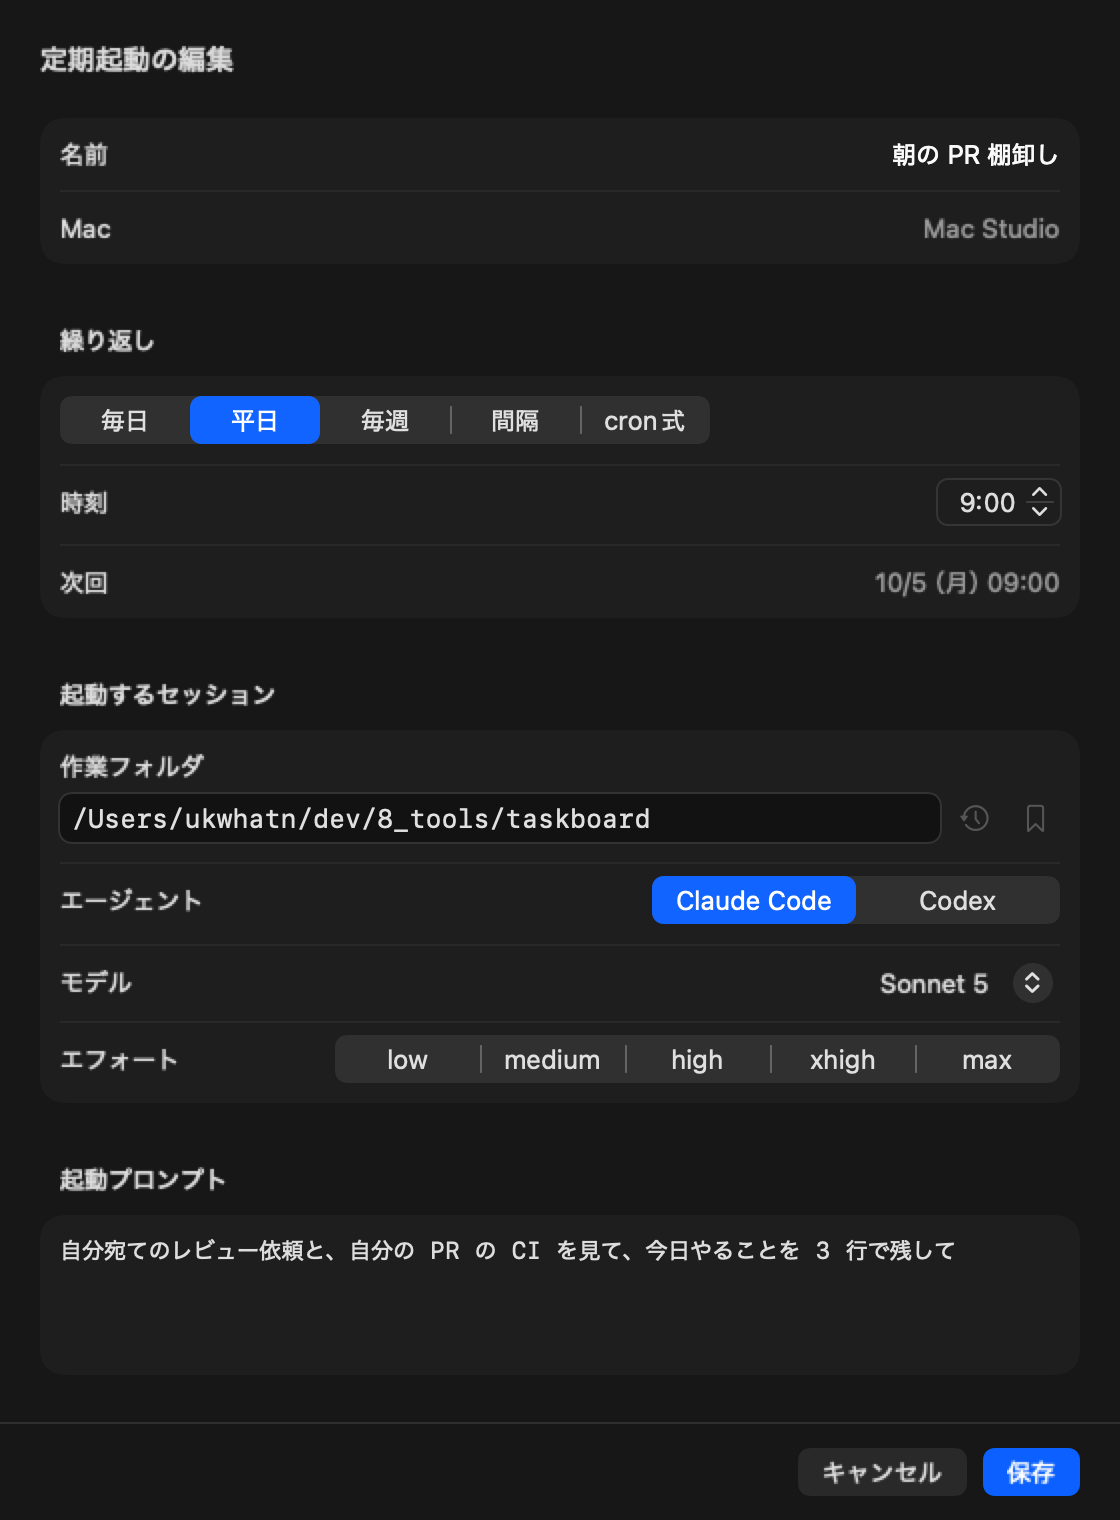 定期起動の編集
名前 朝の PR 棚卸し
Mac Mac Studio
繰り返し
毎日 平日 毎週 間隔 cron 式
時刻 9:00
次回 10/5 (月) 09:00
起動するセッション
作業フォルダ
/Users/ukwhatn/dev/8_tools/taskboard
エージェント Claude Code Codex
モデル Sonnet 5
エフォート low medium high xhigh max
起動プロンプト
自分宛てのレビュー依頼と、自分の PR の CI を見て、今日やることを 3 行で残して
キャンセル 保存